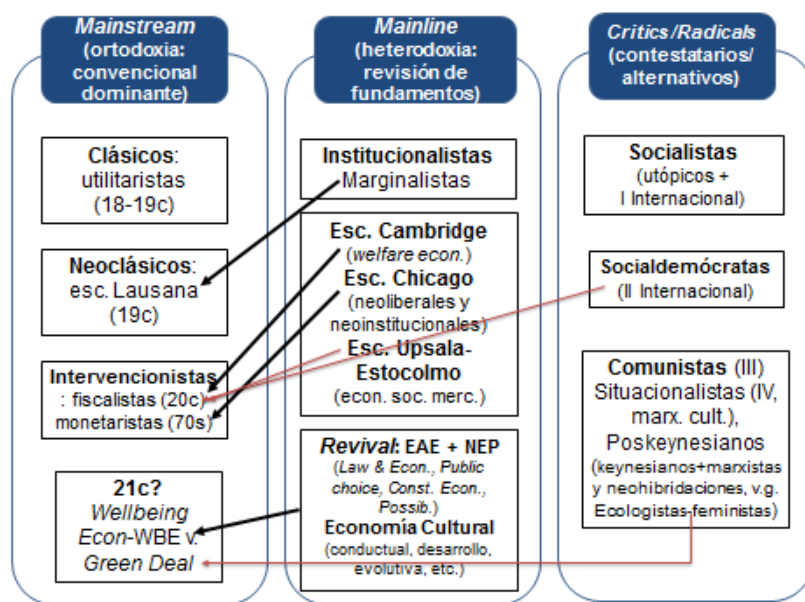 Mainstream
(ortodoxia:
convencional
dominante)
Clásicos:
utilitaristas
(18-19c)
Neoclásicos:
esc. Lausana
(19c)
Intervencionistas
: fiscalistas (20c)
monetaristas (70s)
21c?
Wellbeing
Econ-WBE v.
Green Deal
Mainline
(heterodoxia:
revisión de
fundamentos)
Institucionalistas
Marginalistas
Esc. Cambridge
(welfare econ.)
Esc. Chicago
(neoliberales y
neoinstitucionales)
Esc. Upsala-
Estocolmo
(econ. soc. merc.)
Revival: EAE + NEP
(Law & Econ., Public
choice, Const. Econ.,
Possib.)
Economía Cultural
(conductual, desarrollo,
evolutiva, etc.)
Critics/Radicals
(contestatarios/
alternativos)
Socialistas
(utópicos +
I Internacional)
Socialdemócratas
(II Internacional)
Comunistas (III)
Situacionalistas (IV,
marx. cult.),
Poskeynesianos
(keynesianos+marxistas
y neohibridaciones, v.g.
Ecologistas-feministas)